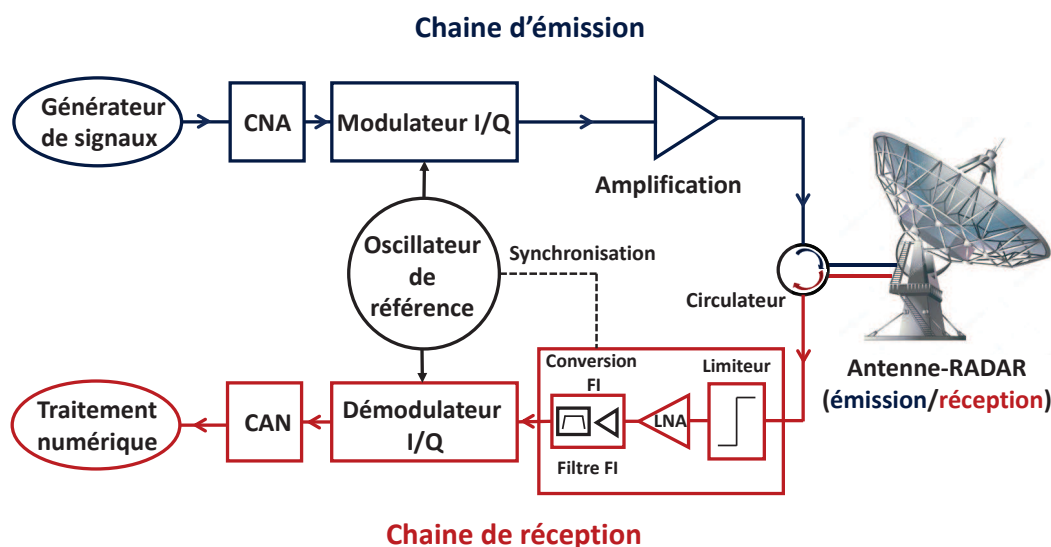 Chaine d'émission
Générateur
de signaux
CNA
Modulateur I/Q
Amplification
Oscillateur
de
référence
Synchronisation
Circulateur
Antenne-RADAR
(émission/réception)
Conversion
FI
Limiteur
LNA
Filtre FI
Démodulateur
I/Q
CAN
Traitement
numérique
Chaine de réception